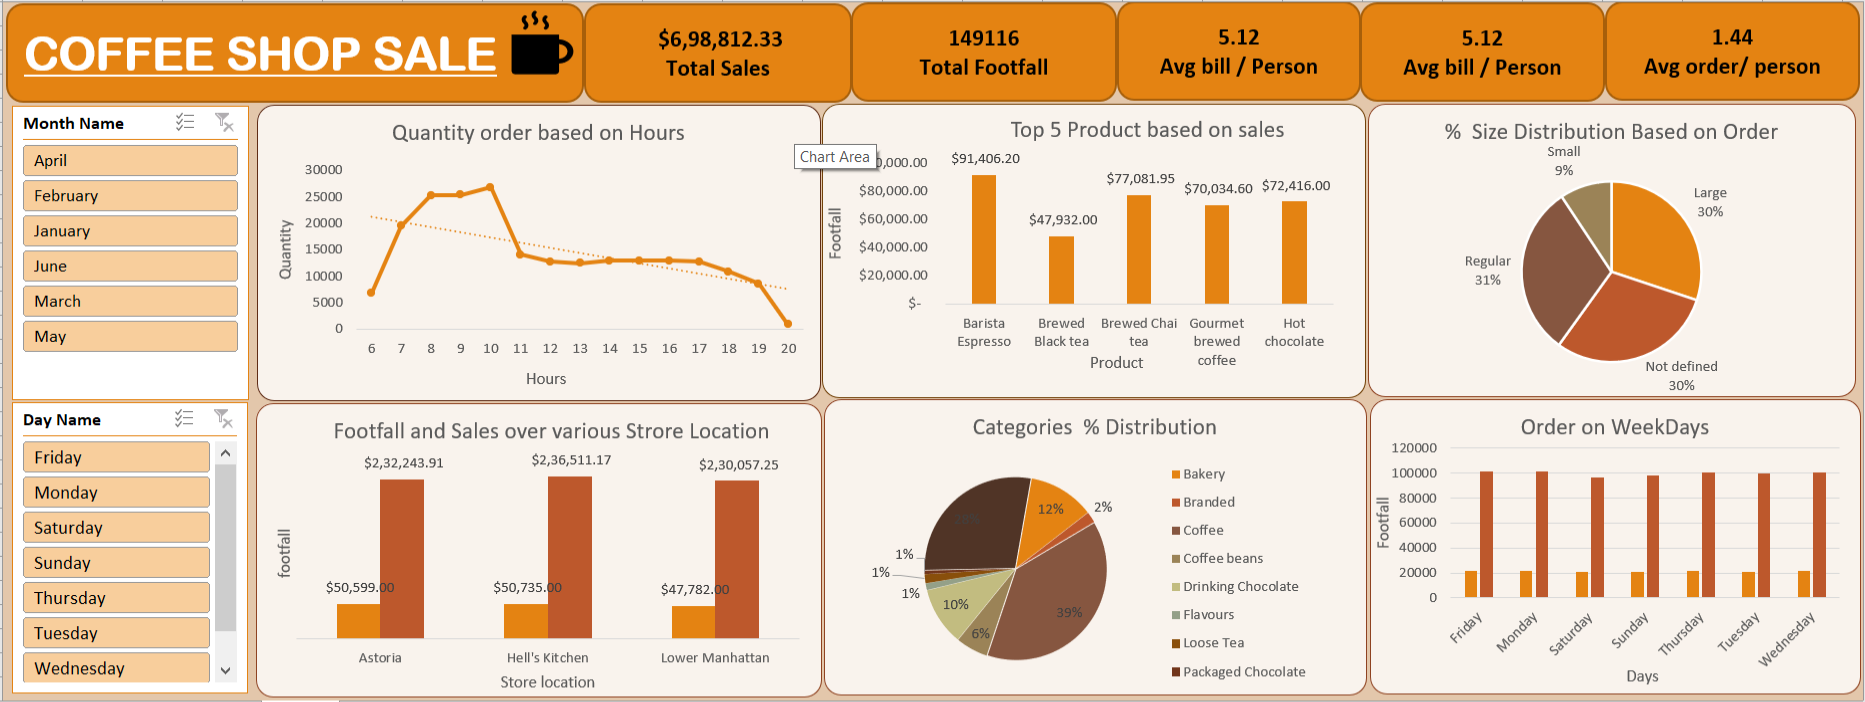 COFFEE SHOP SALE
$6,98,812.33
Total Sales
149116
Total Footfall
5.12
Avg bill / Person
5.12
Avg bill / Person
1.44
Avg order/ person
Month Name
April
February
January
June
March
May
Day Name
Friday
Monday
Saturday
Sunday
Thursday
Tuesday
Wednesday
Quantity order based on Hours
Quantity
30000
25000
20000
15000
10000
5000
0
6 7 8 9 10 11 12 13 14 15 16 17 18 19 20
Hours
Chart Area
Top 5 Product based on sales
Footfall
0,000.00
$80,000.00
$60,000.00
$40,000.00
$20,000.00
$-
$91,406.20
$47,932.00
$77,081.95
$70,034.60
$72,416.00
Barista
Espresso
Brewed
Black tea
Brewed Chai
tea
Gourmet
brewed
coffee
Hot
chocolate
Product
% Size Distribution Based on Order
Small
9%
Large
30%
Regular
31%
Not defined
30%
Footfall and Sales over various Strore Location
footfall
$2,32,243.91
$2,36,511.17
$2,30,057.25
$50,599.00
$50,735.00
$47,782.00
Astoria
Hell's Kitchen
Lower Manhattan
Store location
Categories % Distribution
12%
2%
39%
6%
10%
1%
1%
1%
Bakery
Branded
Coffee
Coffee beans
Drinking Chocolate
Flavours
Loose Tea
Packaged Chocolate
Order on WeekDays
Footfall
120000
100000
80000
60000
40000
20000
0
Friday
Monday
Saturday
Sunday
Thursday
Tuesday
Wednesday
Days